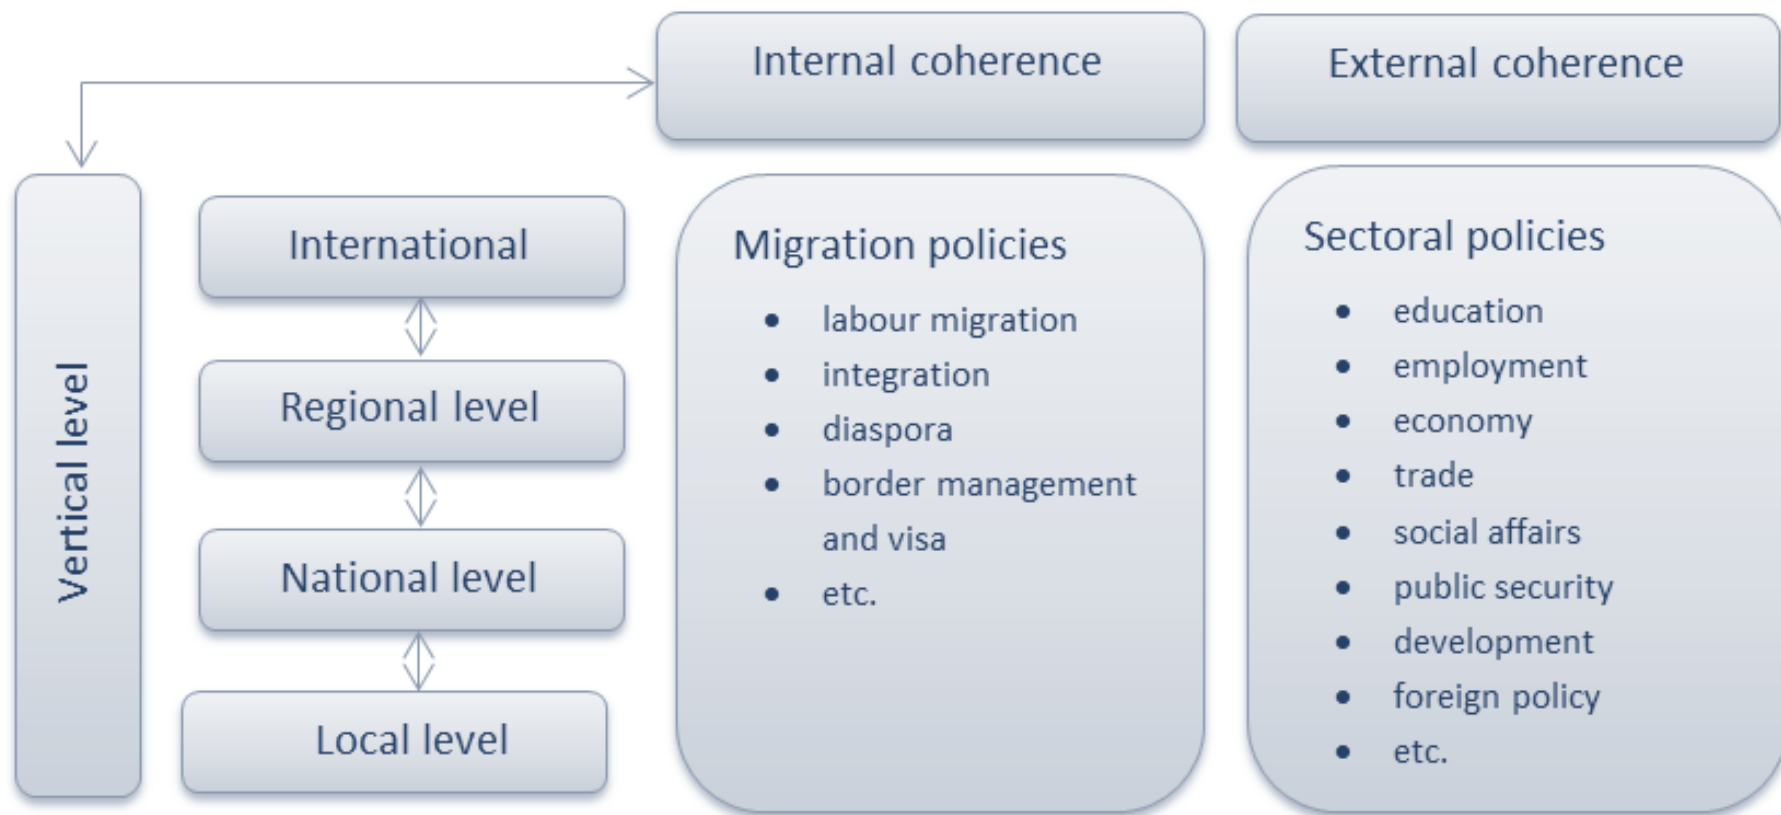 Internal coherence
External coherence
Vertical level
International
Regional level
National level
Local level
Migration policies
• labour migration
• integration
• diaspora
• border management
and visa
• etc.
Sectoral policies
• education
• employment
• economy
• trade
• social affairs
• public security
• development
• foreign policy
• etc.